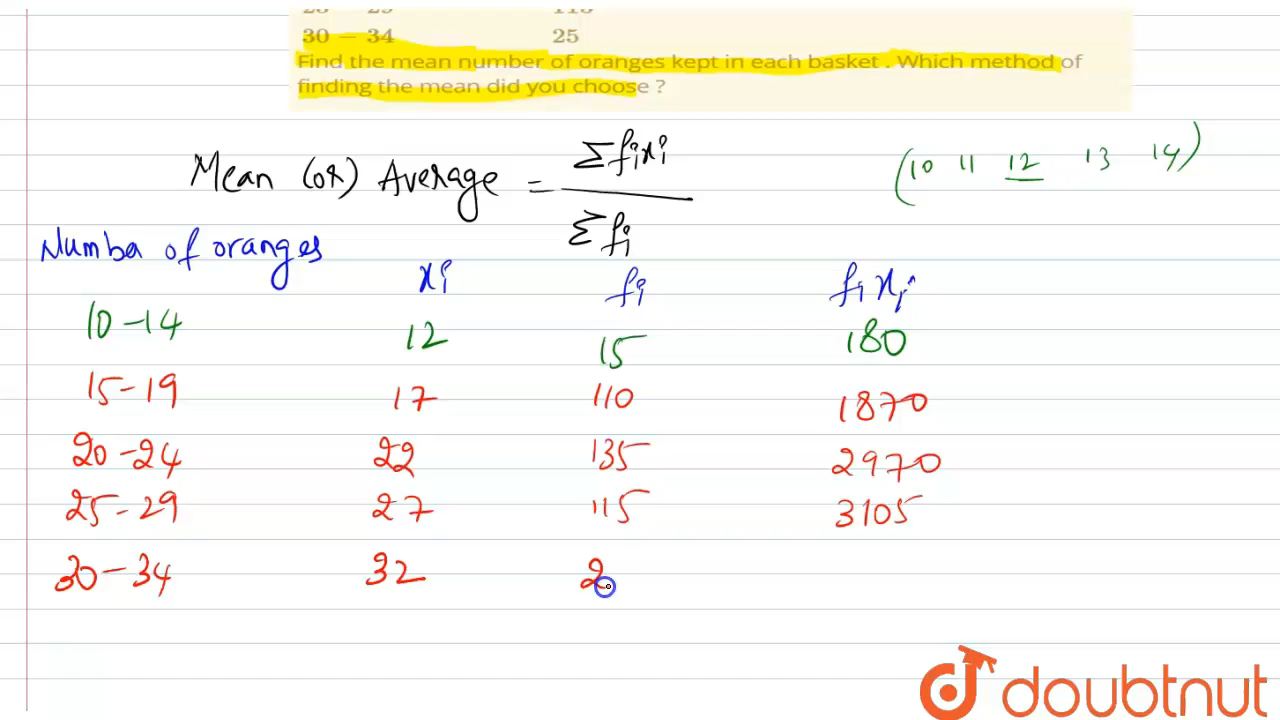 30 − 34 25
Find the mean number of oranges kept in each basket . Which method of
finding the mean did you choose ?
(10 11 12 13 14)
Mean (or) Average = Σfixi / Σfi
Number of oranges xi fi fixi
10-14 12 15 180
15-19 17 110 1870
20-24 22 135 2970
25-29 27 115 3105
30-34 32 2
doubtnut